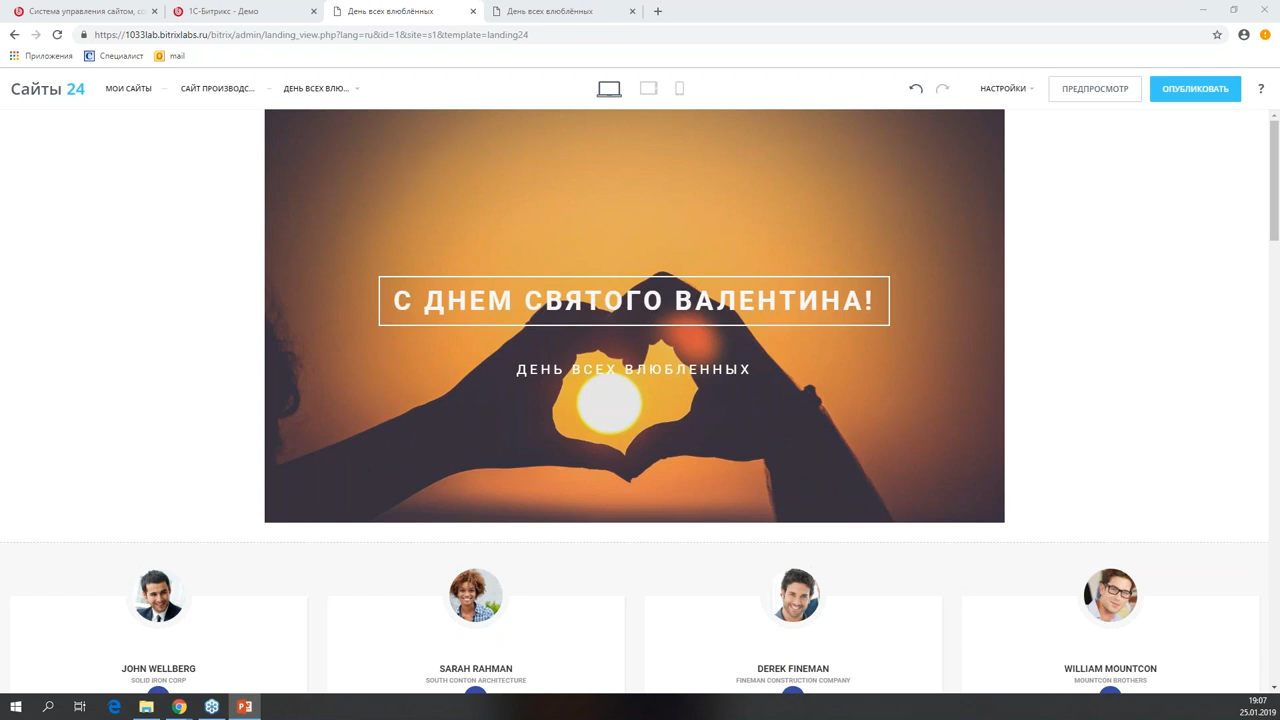 Система управления сайтом, со
1С-Битрикс - Демо
День всех влюблённых
День всех влюблённых
https://1033lab.bitrixlabs.ru/bitrix/admin/landing_view.php?lang=ru&id=1&site=s1&template=landing24
Приложения Специалист mail
Сайты 24 МОИ САЙТЫ САЙТ ПРОИЗВОДС... ДЕНЬ ВСЕХ ВЛЮ... НАСТРОЙКИ ПРЕДПРОСМОТР ОПУБЛИКОВАТЬ ?
С ДНЕМ СВЯТОГО ВАЛЕНТИНА!
ДЕНЬ ВСЕХ ВЛЮБЛЕННЫХ
JOHN WELLBERG
SOLID IRON CORP
SARAH RAHMAN
SOUTH CONTON ARCHITECTURE
DEREK FINEMAN
FINEMAN CONSTRUCTION COMPANY
WILLIAM MOUNTCON
MOUNTCON BROTHERS
19:07
25.01.2019